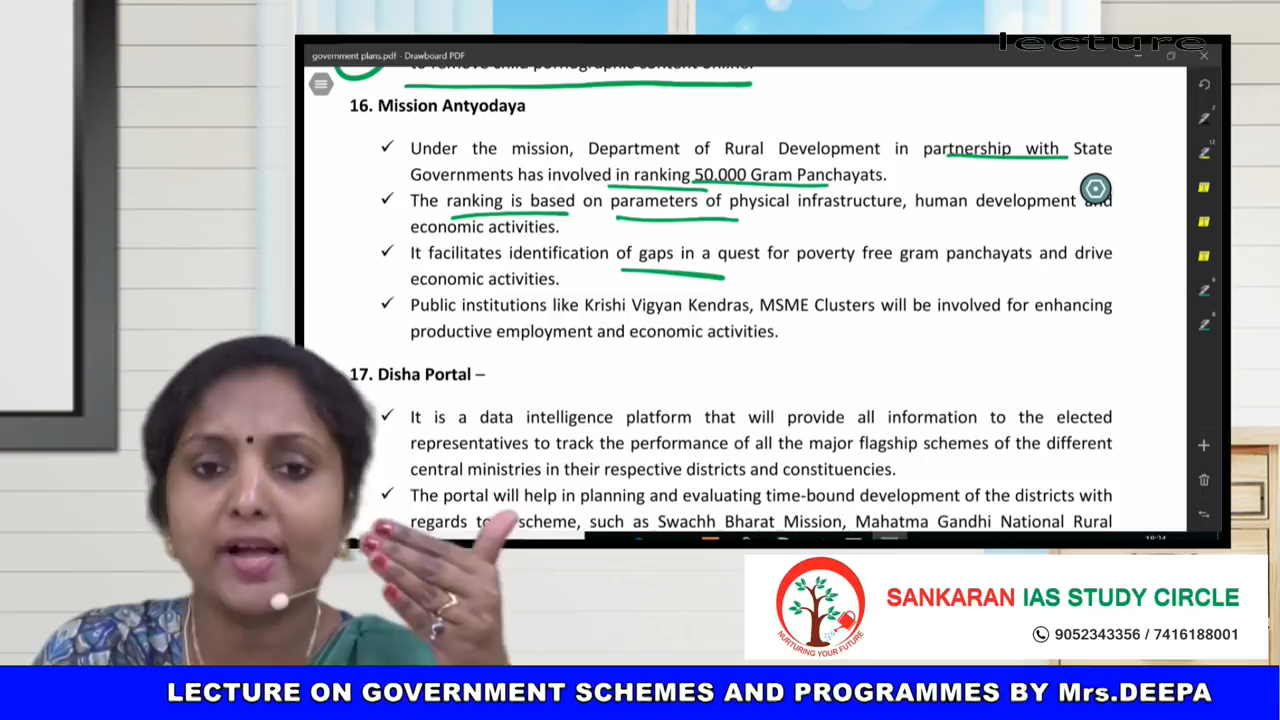 lecture
government plans.pdf - Drawboard PDF
to remove child pornographic content online.
16. Mission Antyodaya
✓ Under the mission, Department of Rural Development in partnership with State
Governments has involved in ranking 50,000 Gram Panchayats.
✓ The ranking is based on parameters of physical infrastructure, human development and
economic activities.
✓ It facilitates identification of gaps in a quest for poverty free gram panchayats and drive
economic activities.
✓ Public institutions like Krishi Vigyan Kendras, MSME Clusters will be involved for enhancing
productive employment and economic activities.
17. Disha Portal –
✓ It is a data intelligence platform that will provide all information to the elected
representatives to track the performance of all the major flagship schemes of the different
central ministries in their respective districts and constituencies.
✓ The portal will help in planning and evaluating time-bound development of the districts with
regards to scheme, such as Swachh Bharat Mission, Mahatma Gandhi National Rural
NURTURING YOUR FUTURE
SANKARAN IAS STUDY CIRCLE
9052343356 / 7416188001
LECTURE ON GOVERNMENT SCHEMES AND PROGRAMMES BY Mrs.DEEPA